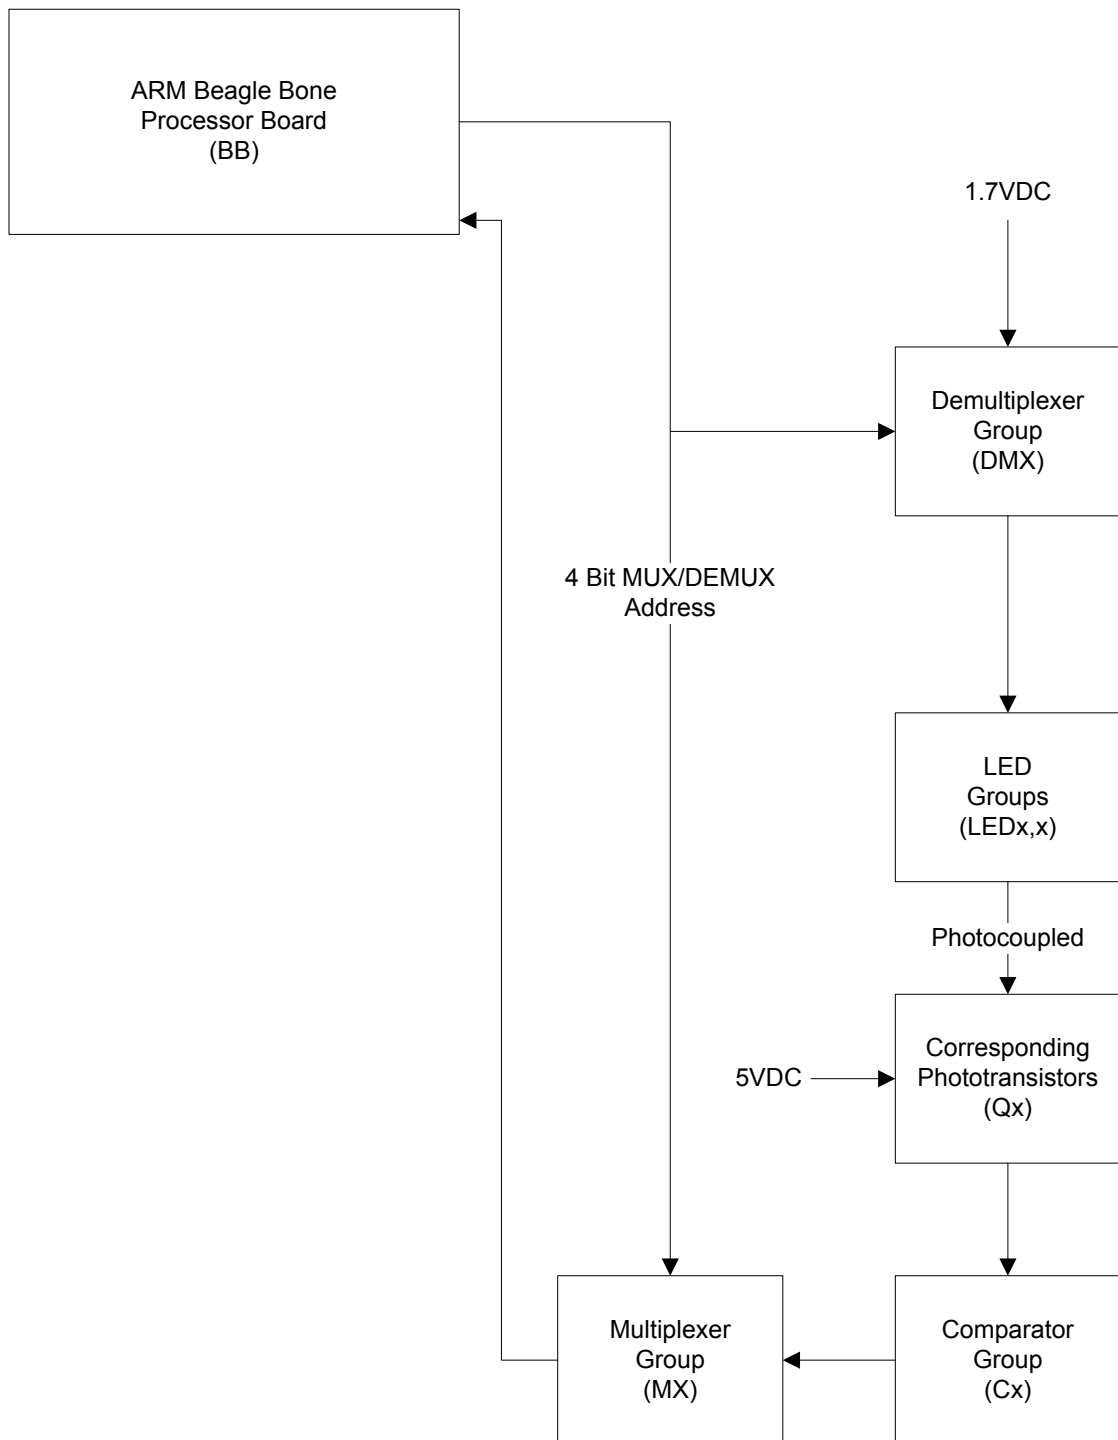 ARM Beagle Bone
Processor Board
(BB)
1.7VDC
Demultiplexer
Group
(DMX)
4 Bit MUX/DEMUX
Address
LED
Groups
(LEDx,x)
Photocoupled
5VDC
Corresponding
Phototransistors
(Qx)
Multiplexer
Group
(MX)
Comparator
Group
(Cx)